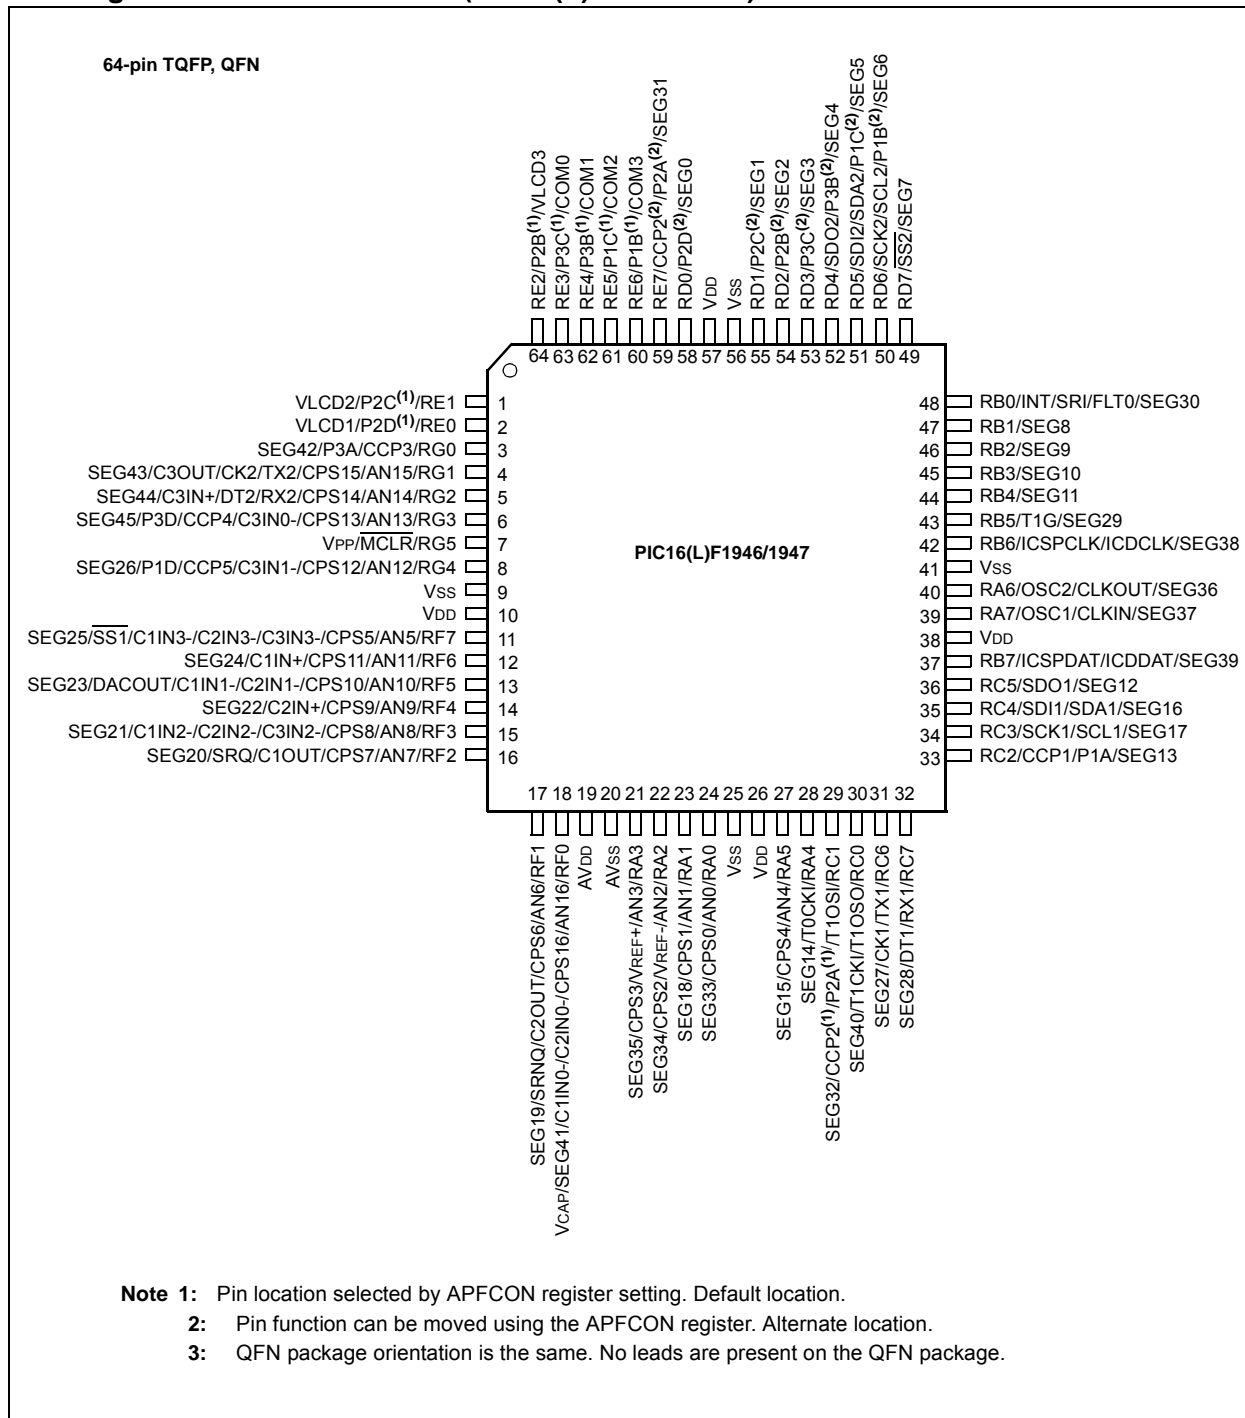 64-pin TQFP, QFN
RE2/P2B(1)/VLCD3
RE3/P3C(1)/COM0
RE4/P3B(1)/COM1
RE5/P1C(1)/COM2
RE6/P1B(1)/COM3
RE7/CCP2(2)/P2A(2)/SEG31
RD0/P2D(2)/SEG0
VDD
VSS
RD1/P2C(2)/SEG1
RD2/P2B(2)/SEG2
RD3/P3C(2)/SEG3
RD4/SDO2/P3B(2)/SEG4
RD5/SDI2/SDA2/P1C(2)/SEG5
RD6/SCK2/SCL2/P1B(2)/SEG6
RD7/SS2/SEG7
64 63 62 61 60 59 58 57 56 55 54 53 52 51 50 49
VLCD2/P2C(1)/RE1 1
VLCD1/P2D(1)/RE0 2
SEG42/P3A/CCP3/RG0 3
SEG43/C3OUT/CK2/TX2/CPS15/AN15/RG1 4
SEG44/C3IN+/DT2/RX2/CPS14/AN14/RG2 5
SEG45/P3D/CCP4/C3IN0-/CPS13/AN13/RG3 6
VPP/MCLR/RG5 7
SEG26/P1D/CCP5/C3IN1-/CPS12/AN12/RG4 8
VSS 9
VDD 10
SEG25/SS1/C1IN3-/C2IN3-/C3IN3-/CPS5/AN5/RF7 11
SEG24/C1IN+/CPS11/AN11/RF6 12
SEG23/DACOUT/C1IN1-/C2IN1-/CPS10/AN10/RF5 13
SEG22/C2IN+/CPS9/AN9/RF4 14
SEG21/C1IN2-/C2IN2-/C3IN2-/CPS8/AN8/RF3 15
SEG20/SRQ/C1OUT/CPS7/AN7/RF2 16
PIC16(L)F1946/1947
48 RB0/INT/SRI/FLT0/SEG30
47 RB1/SEG8
46 RB2/SEG9
45 RB3/SEG10
44 RB4/SEG11
43 RB5/T1G/SEG29
42 RB6/ICSPCLK/ICDCLK/SEG38
41 VSS
40 RA6/OSC2/CLKOUT/SEG36
39 RA7/OSC1/CLKIN/SEG37
38 VDD
37 RB7/ICSPDAT/ICDDAT/SEG39
36 RC5/SDO1/SEG12
35 RC4/SDI1/SDA1/SEG16
34 RC3/SCK1/SCL1/SEG17
33 RC2/CCP1/P1A/SEG13
17 18 19 20 21 22 23 24 25 26 27 28 29 30 31 32
SEG19/SRNQ/C2OUT/CPS6/AN6/RF1
VCAP/SEG41/C1IN0-/C2IN0-/CPS16/AN16/RF0
AVDD
AVSS
SEG35/CPS3/VREF+/AN3/RA3
SEG34/CPS2/VREF-/AN2/RA2
SEG18/CPS1/AN1/RA1
SEG33/CPS0/AN0/RA0
VSS
VDD
SEG15/CPS4/AN4/RA5
SEG14/T0CKI/RA4
SEG32/CCP2(1)/P2A(1)/T1OSI/RC1
SEG40/T1CKI/T1OSO/RC0
SEG27/CK1/TX1/RC6
SEG28/DT1/RX1/RC7
Note 1: Pin location selected by APFCON register setting. Default location.
2: Pin function can be moved using the APFCON register. Alternate location.
3: QFN package orientation is the same. No leads are present on the QFN package.